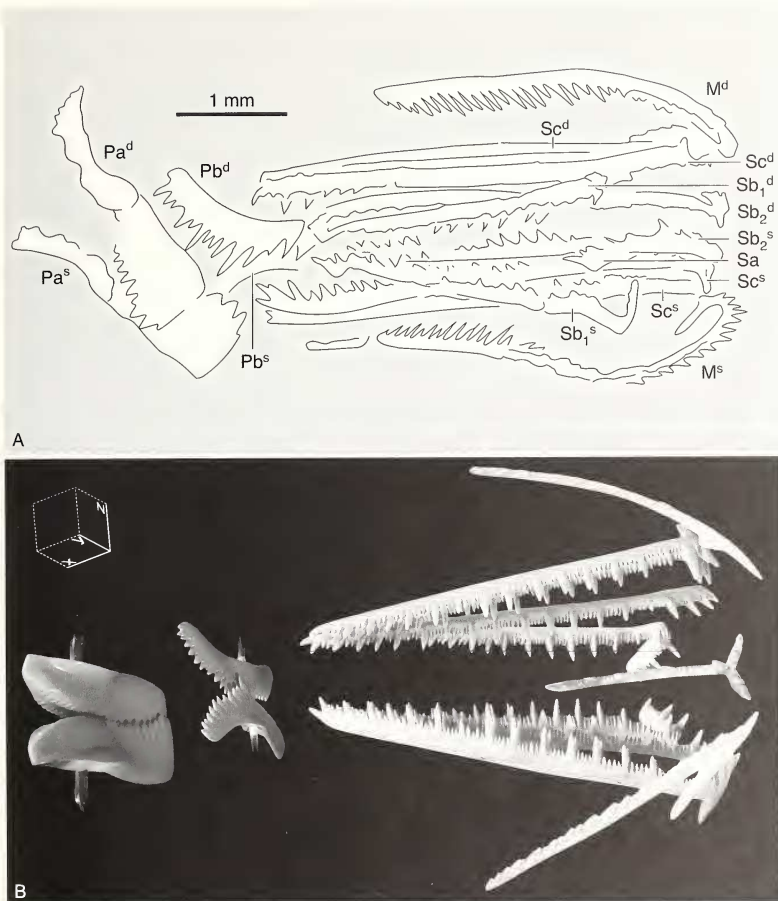 M^d
1 mm
Sc^d
Pa^d
Sc^d
Pb^d
Sb₁^d
Sb₂^d
Sb₂^s
Sa
Pa^s
Sc^s
Sc^s
Pb^s
Sb₁^s
M^s
A
N
Y
X
B